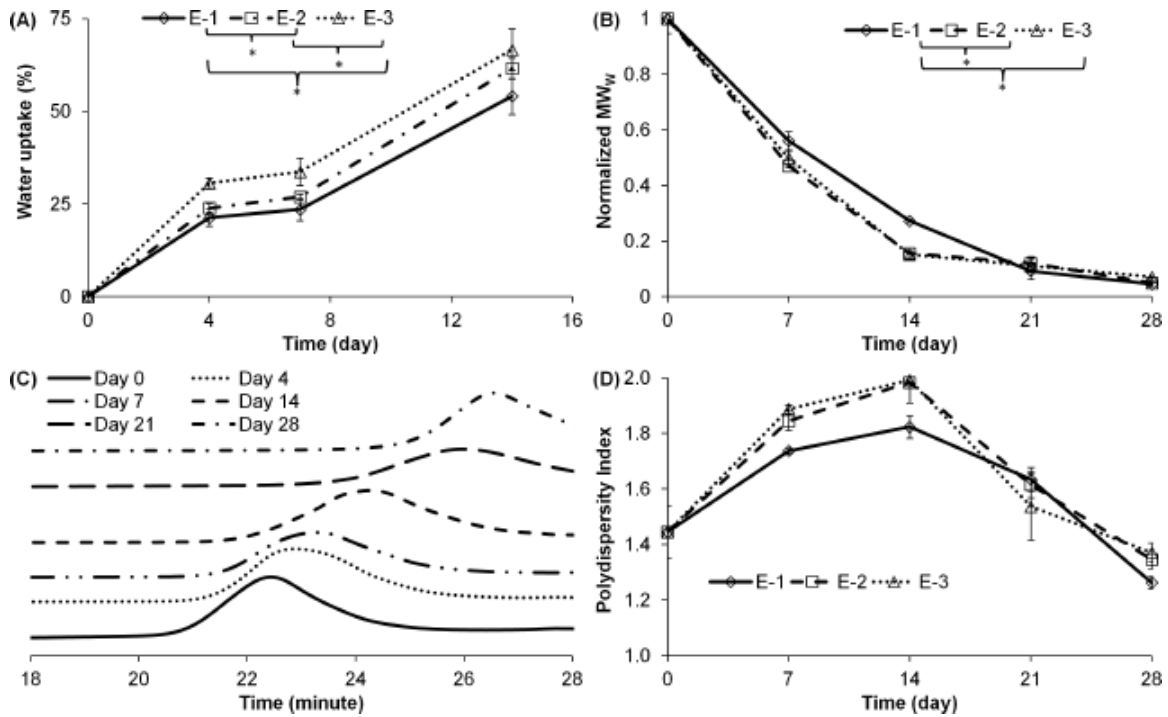 (A)
E-1 E-2 E-3
*
*
*
75
50
25
0
Water uptake (%)
0 4 8 12 16
Time (day)
(B)
E-1 E-2 E-3
*
*
1
0.8
0.6
0.4
0.2
0
Normalized MWW
0 7 14 21 28
Time (day)
(C)
Day 0 Day 4
Day 7 Day 14
Day 21 Day 28
18 20 22 24 26 28
Time (minute)
(D)
2.0
1.8
1.6
1.4
1.2
1.0
Polydispersity Index
E-1 E-2 E-3
0 7 14 21 28
Time (day)